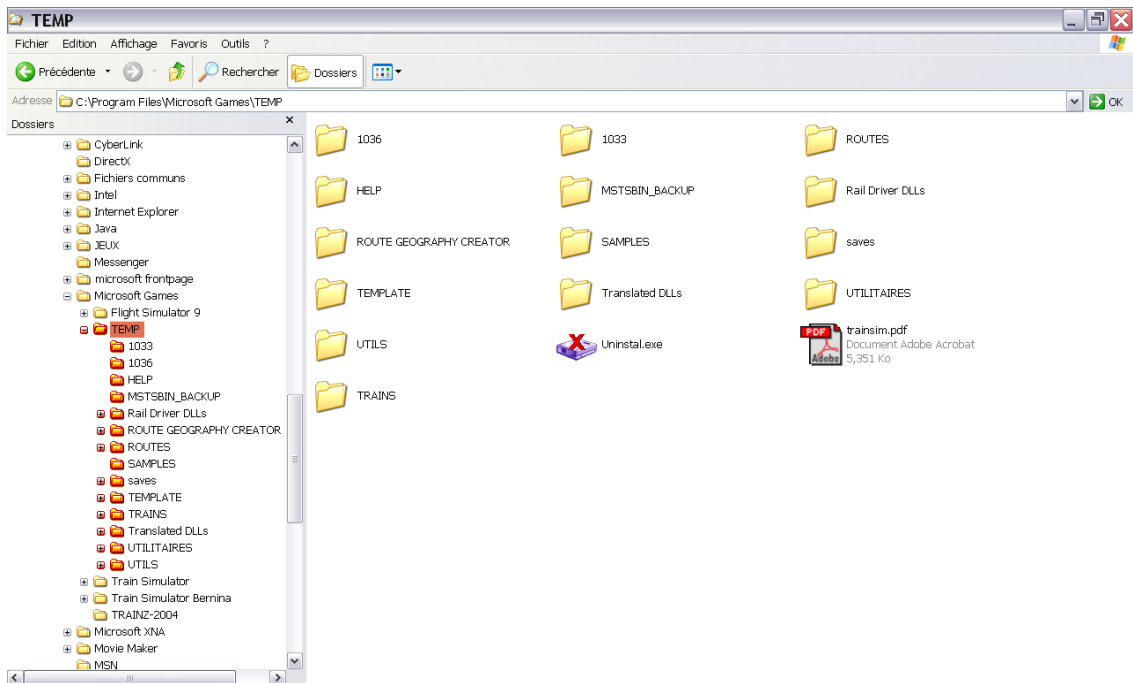 TEMP
Fichier Edition Affichage Favoris Outils ?
Précédente Rechercher Dossiers
Adresse C:\Program Files\Microsoft Games\TEMP OK
Dossiers x
CyberLink
DirectX
Fichiers communs
Intel
Internet Explorer
Java
JEUX
Messenger
microsoft frontpage
Microsoft Games
Flight Simulator 9
TEMP
1033
1036
HELP
MSTSBIN_BACKUP
Rail Driver DLLs
ROUTE GEOGRAPHY CREATOR
ROUTES
SAMPLES
saves
TEMPLATE
TRAINS
Translated DLLs
UTILITAIRES
UTILS
Train Simulator
Train Simulator Bernina
TRAINZ-2004
Microsoft XNA
Movie Maker
MSN
1036 1033 ROUTES
HELP MSTSBIN_BACKUP Rail Driver DLLs
ROUTE GEOGRAPHY CREATOR SAMPLES saves
TEMPLATE Translated DLLs UTILITAIRES
UTILS Uninstal.exe PDF Adobe trainsim.pdf
Document Adobe Acrobat
5,351 Ko
TRAINS